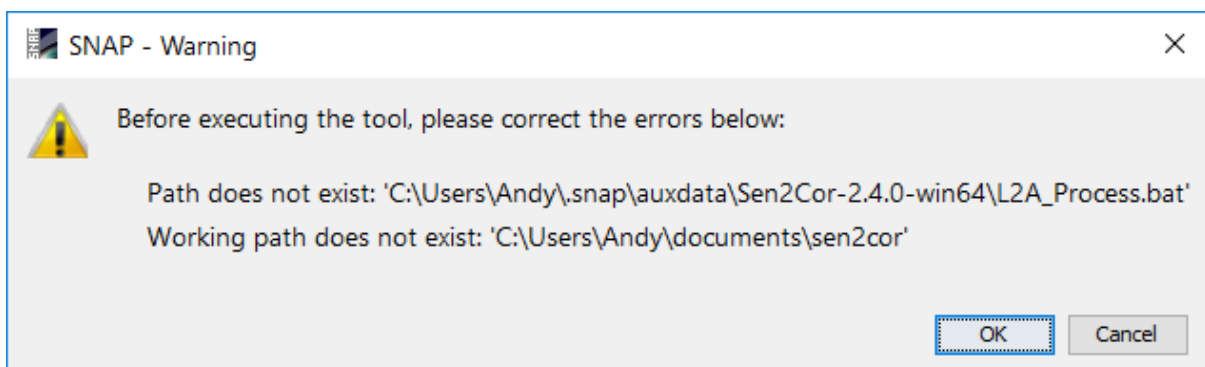 SNAP
SNAP - Warning
Before executing the tool, please correct the errors below:
Path does not exist: 'C:\Users\Andy\.snap\auxdata\Sen2Cor-2.4.0-win64\L2A_Process.bat'
Working path does not exist: 'C:\Users\Andy\documents\sen2cor'
OK
Cancel